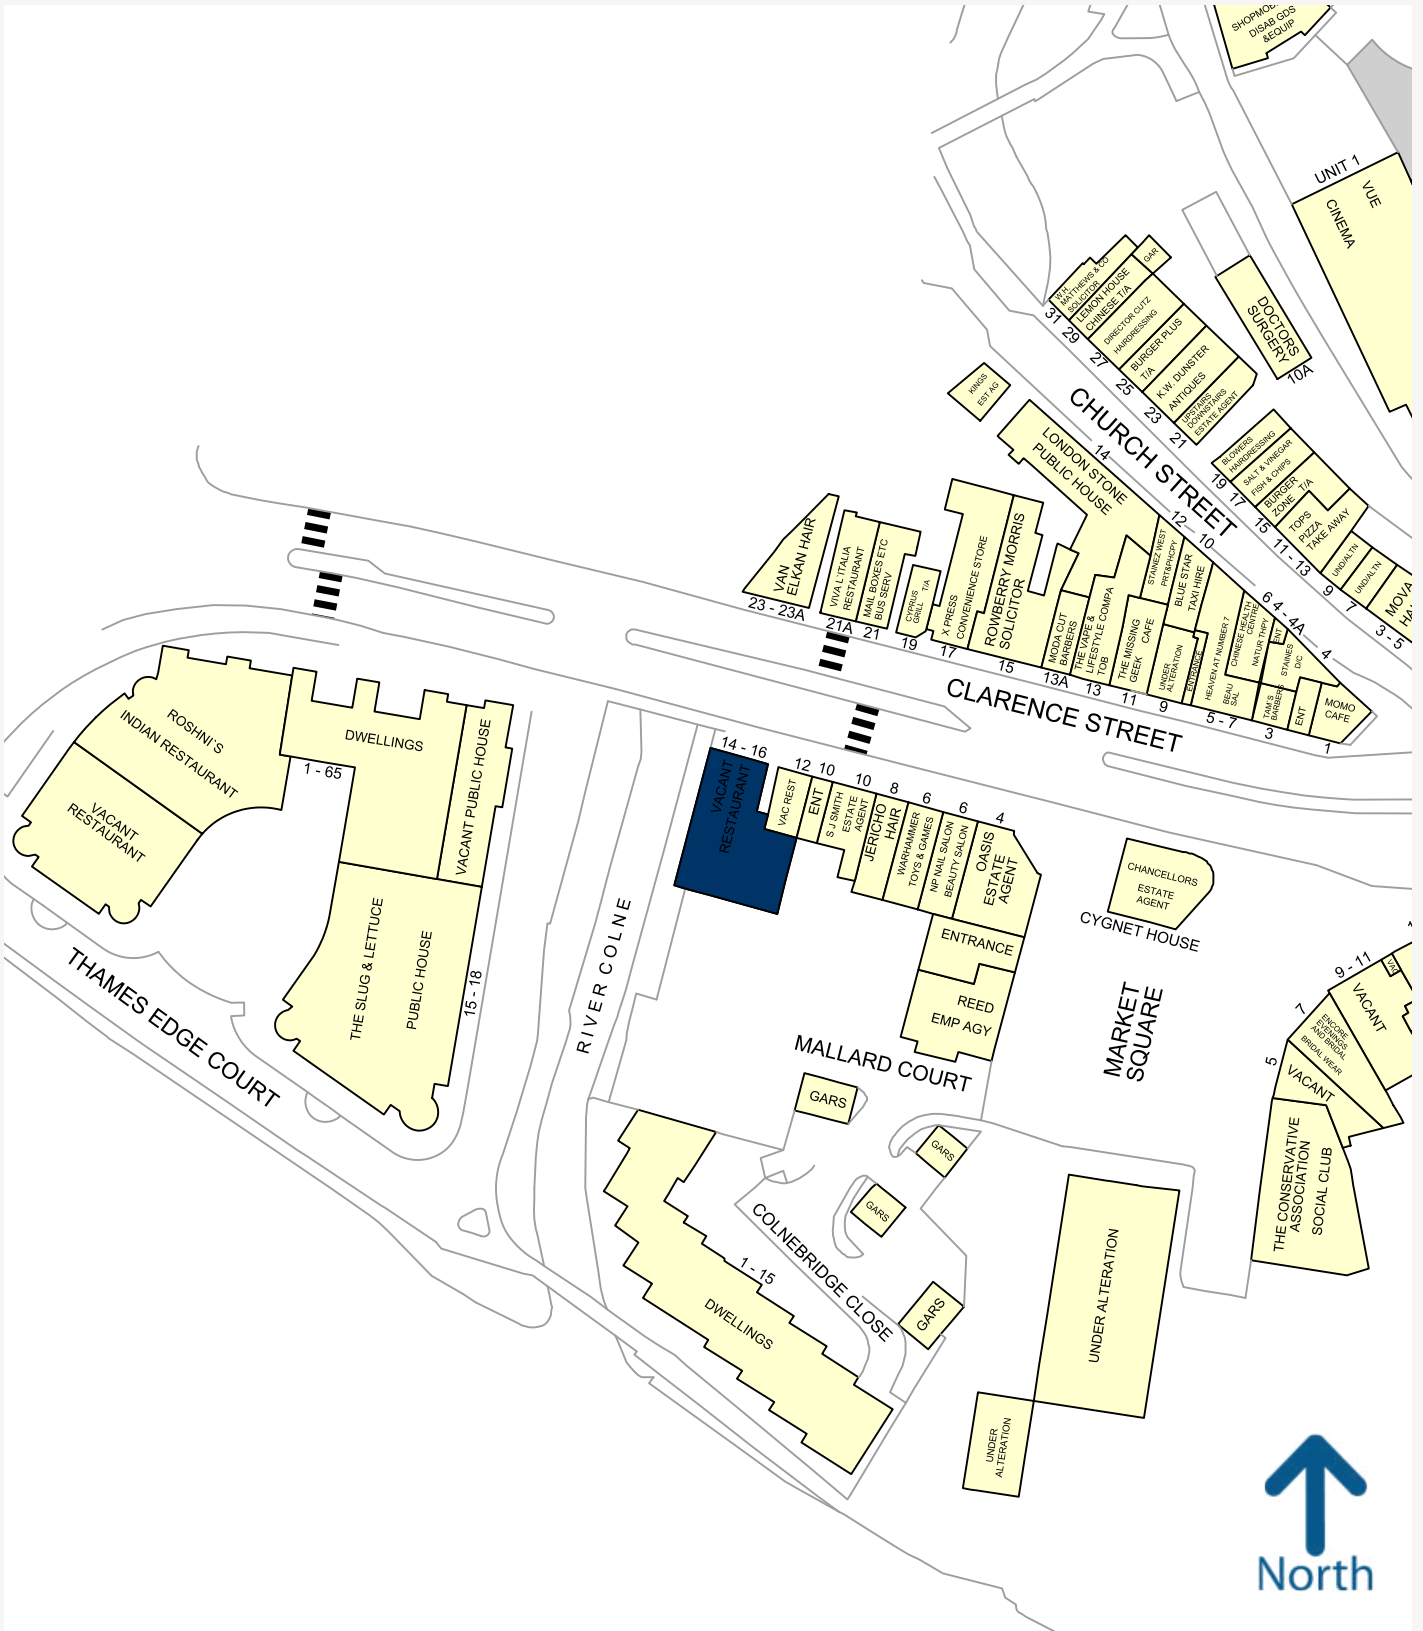 SHOPMOB
DISAB GDS
&EQUIP
UNIT 1
VUE
CINEMA
DOCTORS
SURGERY
10A
W.H.
MATTHEWS & CO
SOLICITOR
GAR
LEMON HOUSE
CHINESE T/A
DIRECTOR CUTZ
HAIRDRESSING
BURGER PLUS
T/A
K.W. DUNSTER
ANTIQUES
UPSTAIRS
DOWNSTAIRS
ESTATE AGENT
31
29
27
25
23
21
KINGS
EST AG
CHURCH STREET
BLOWERS
HAIRDRESSING
SALT & VINEGAR
FISH & CHIPS
BURGER
ZONE T/A
TOPS
PIZZA
TAKE AWAY
UND/ALTN
UND/ALTN
MOVA
HA
19
17
15
11 - 13
9
7
3 - 5
LONDON STONE
PUBLIC HOUSE
14
12
10
6
4 - 4A
4
VAN
ELKAN HAIR
23 - 23A
VIVA L'ITALIA
RESTAURANT
21A
MAIL BOXES ETC
BUS SERV
21
CYPRUS
GRILL T/A
19
X PRESS
CONVENIENCE STORE
17
ROWBERRY MORRIS
SOLICITOR
15
MODA CUT
BARBERS
13A
THE VAPE &
LIFESTYLE COMPA
TOB
13
THE MISSING
GEEK CAFE
11
STAINEZ WEST
PRT&PHCPY
BLUE STAR
TAXI HIRE
UNDER
ALTERATION
9
ENTRANCE
HEAVEN AT NUMBER 7
BEAU
SAL
5 - 7
CHINESE HEALTH
CENTRE
NATUR THPY
ENT
STAINES
D/C
TAM'S
BARBERS
3
ENT
MOMO
CAFE
1
CLARENCE STREET
ROSHNI`S
INDIAN RESTAURANT
VACANT
RESTAURANT
DWELLINGS
1 - 65
VACANT PUBLIC HOUSE
THE SLUG & LETTUCE
PUBLIC HOUSE
15 - 18
THAMES EDGE COURT
RIVER COLNE
14 - 16
VACANT
RESTAURANT
12
10
10
8
6
6
4
VAC REST
ENT
S J SMITH
ESTATE
AGENT
JERICHO
HAIR
WARHAMMER
TOYS & GAMES
NP NAIL SALON
BEAUTY SALON
OASIS
ESTATE
AGENT
ENTRANCE
REED
EMP AGY
MALLARD COURT
CHANCELLORS
ESTATE
AGENT
CYGNET HOUSE
MARKET
SQUARE
9 - 11
VAC
VACANT
7
ENCORE
EVENINGS
AND BRIDAL
BRIDAL WEAR
5
VACANT
THE CONSERVATIVE
ASSOCIATION
SOCIAL CLUB
GARS
GARS
GARS
GARS
COLNEBRIDGE CLOSE
1 - 15
DWELLINGS
UNDER ALTERATION
UNDER
ALTERATION
North